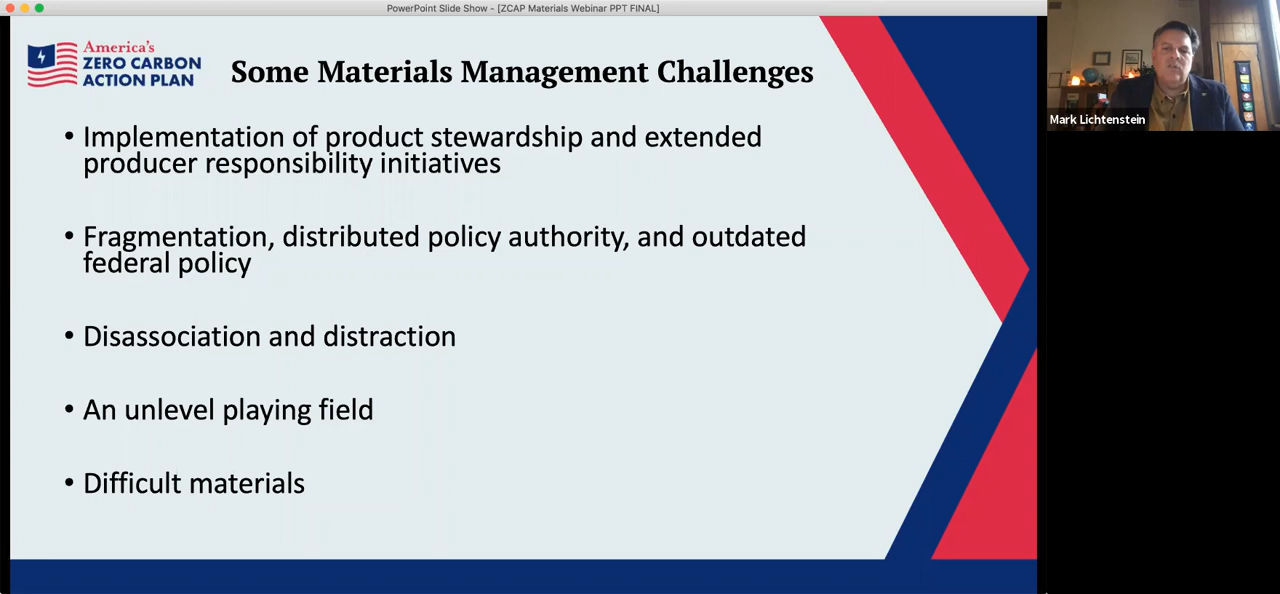 PowerPoint Slide Show - [ZCAP Materials Webinar PPT FINAL]
America's
ZERO CARBON
ACTION PLAN
Some Materials Management Challenges
• Implementation of product stewardship and extended
producer responsibility initiatives
• Fragmentation, distributed policy authority, and outdated
federal policy
• Disassociation and distraction
• An unlevel playing field
• Difficult materials
Mark Lichtenstein